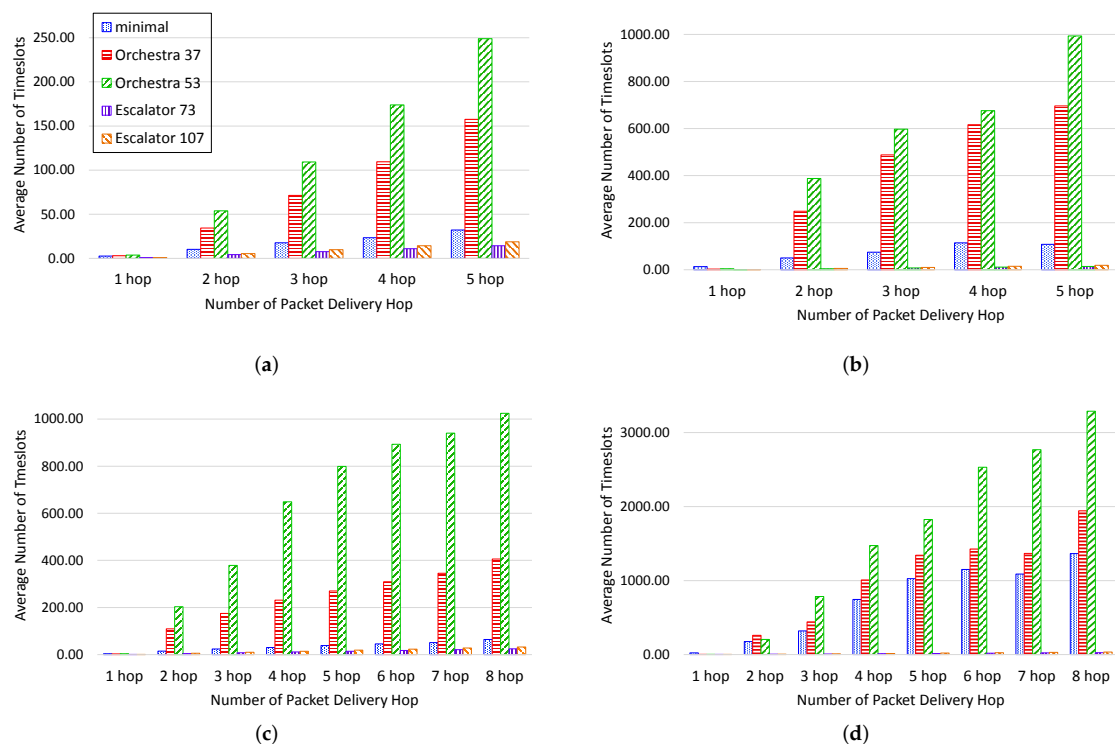 minimal
Orchestra 37
Orchestra 53
Escalator 73
Escalator 107
Average Number of Timeslots
250.00
200.00
150.00
100.00
50.00
0.00
1 hop 2 hop 3 hop 4 hop 5 hop
Number of Packet Delivery Hop
(a)
Average Number of Timeslots
1000.00
800.00
600.00
400.00
200.00
0.00
1 hop 2 hop 3 hop 4 hop 5 hop
Number of Packet Delivery Hop
(b)
Average Number of Tmeslots
1000.00
800.00
600.00
400.00
200.00
0.00
1 hop 2 hop 3 hop 4 hop 5 hop 6 hop 7 hop 8 hop
Number of Packet Delivery Hop
(c)
Average Number of Timeslots
3000.00
2000.00
1000.00
0.00
1 hop 2 hop 3 hop 4 hop 5 hop 6 hop 7 hop 8 hop
Number of Packet Delivery Hop
(d)